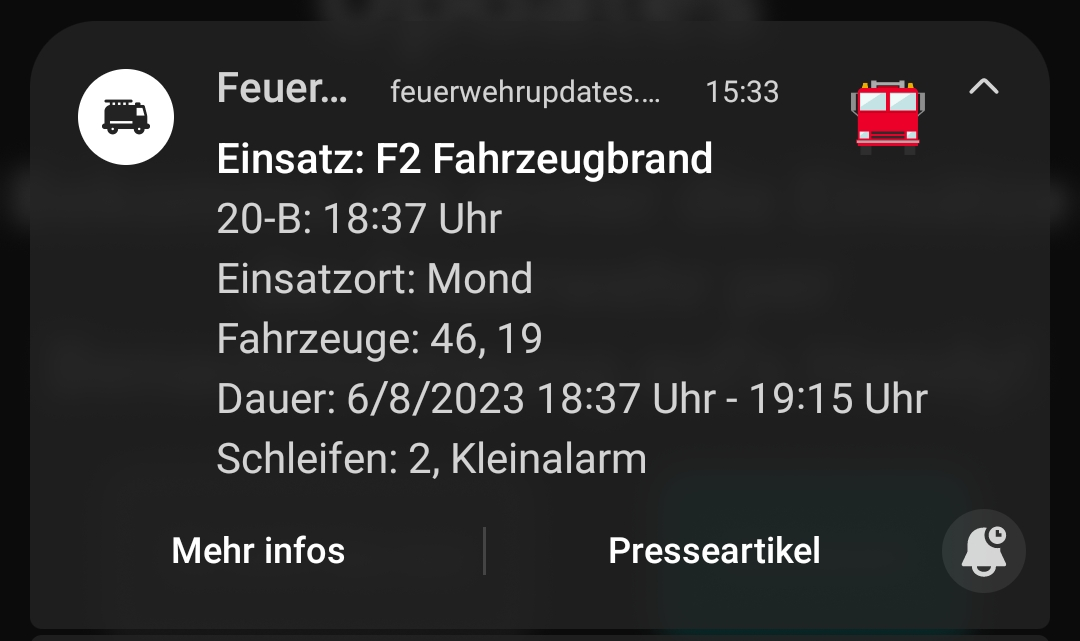 Feuer... feuerwehrupdates.... 15:33
Einsatz: F2 Fahrzeugbrand
20-B: 18:37 Uhr
Einsatzort: Mond
Fahrzeuge: 46, 19
Dauer: 6/8/2023 18:37 Uhr - 19:15 Uhr
Schleifen: 2, Kleinalarm
Mehr infos Presseartikel